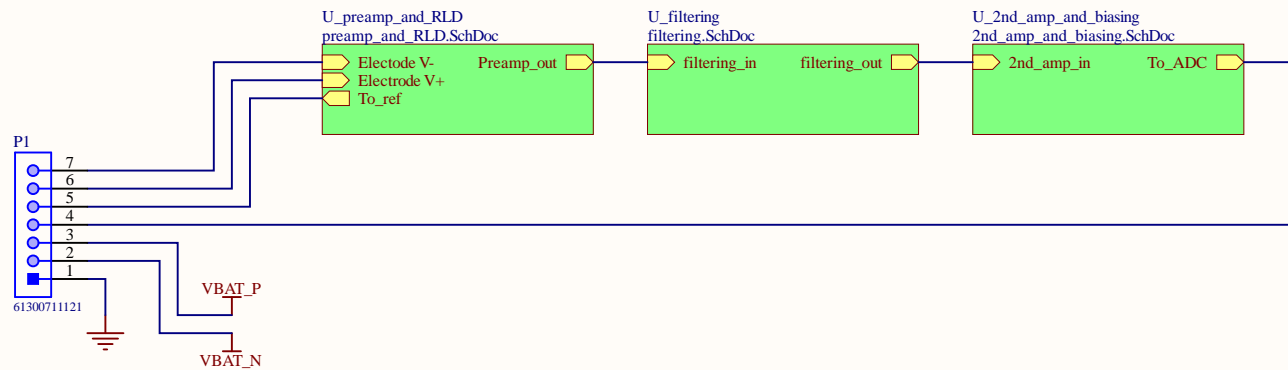 U_preamp_and_RLD
preamp_and_RLD.SchDoc
Electode V-
Preamp_out
Electrode V+
To_ref
U_filtering
filtering.SchDoc
filtering_in
filtering_out
U_2nd_amp_and_biasing
2nd_amp_and_biasing.SchDoc
2nd_amp_in
To_ADC
P1
7
6
5
4
3
2
1
61300711121
VBAT_P
VBAT_N